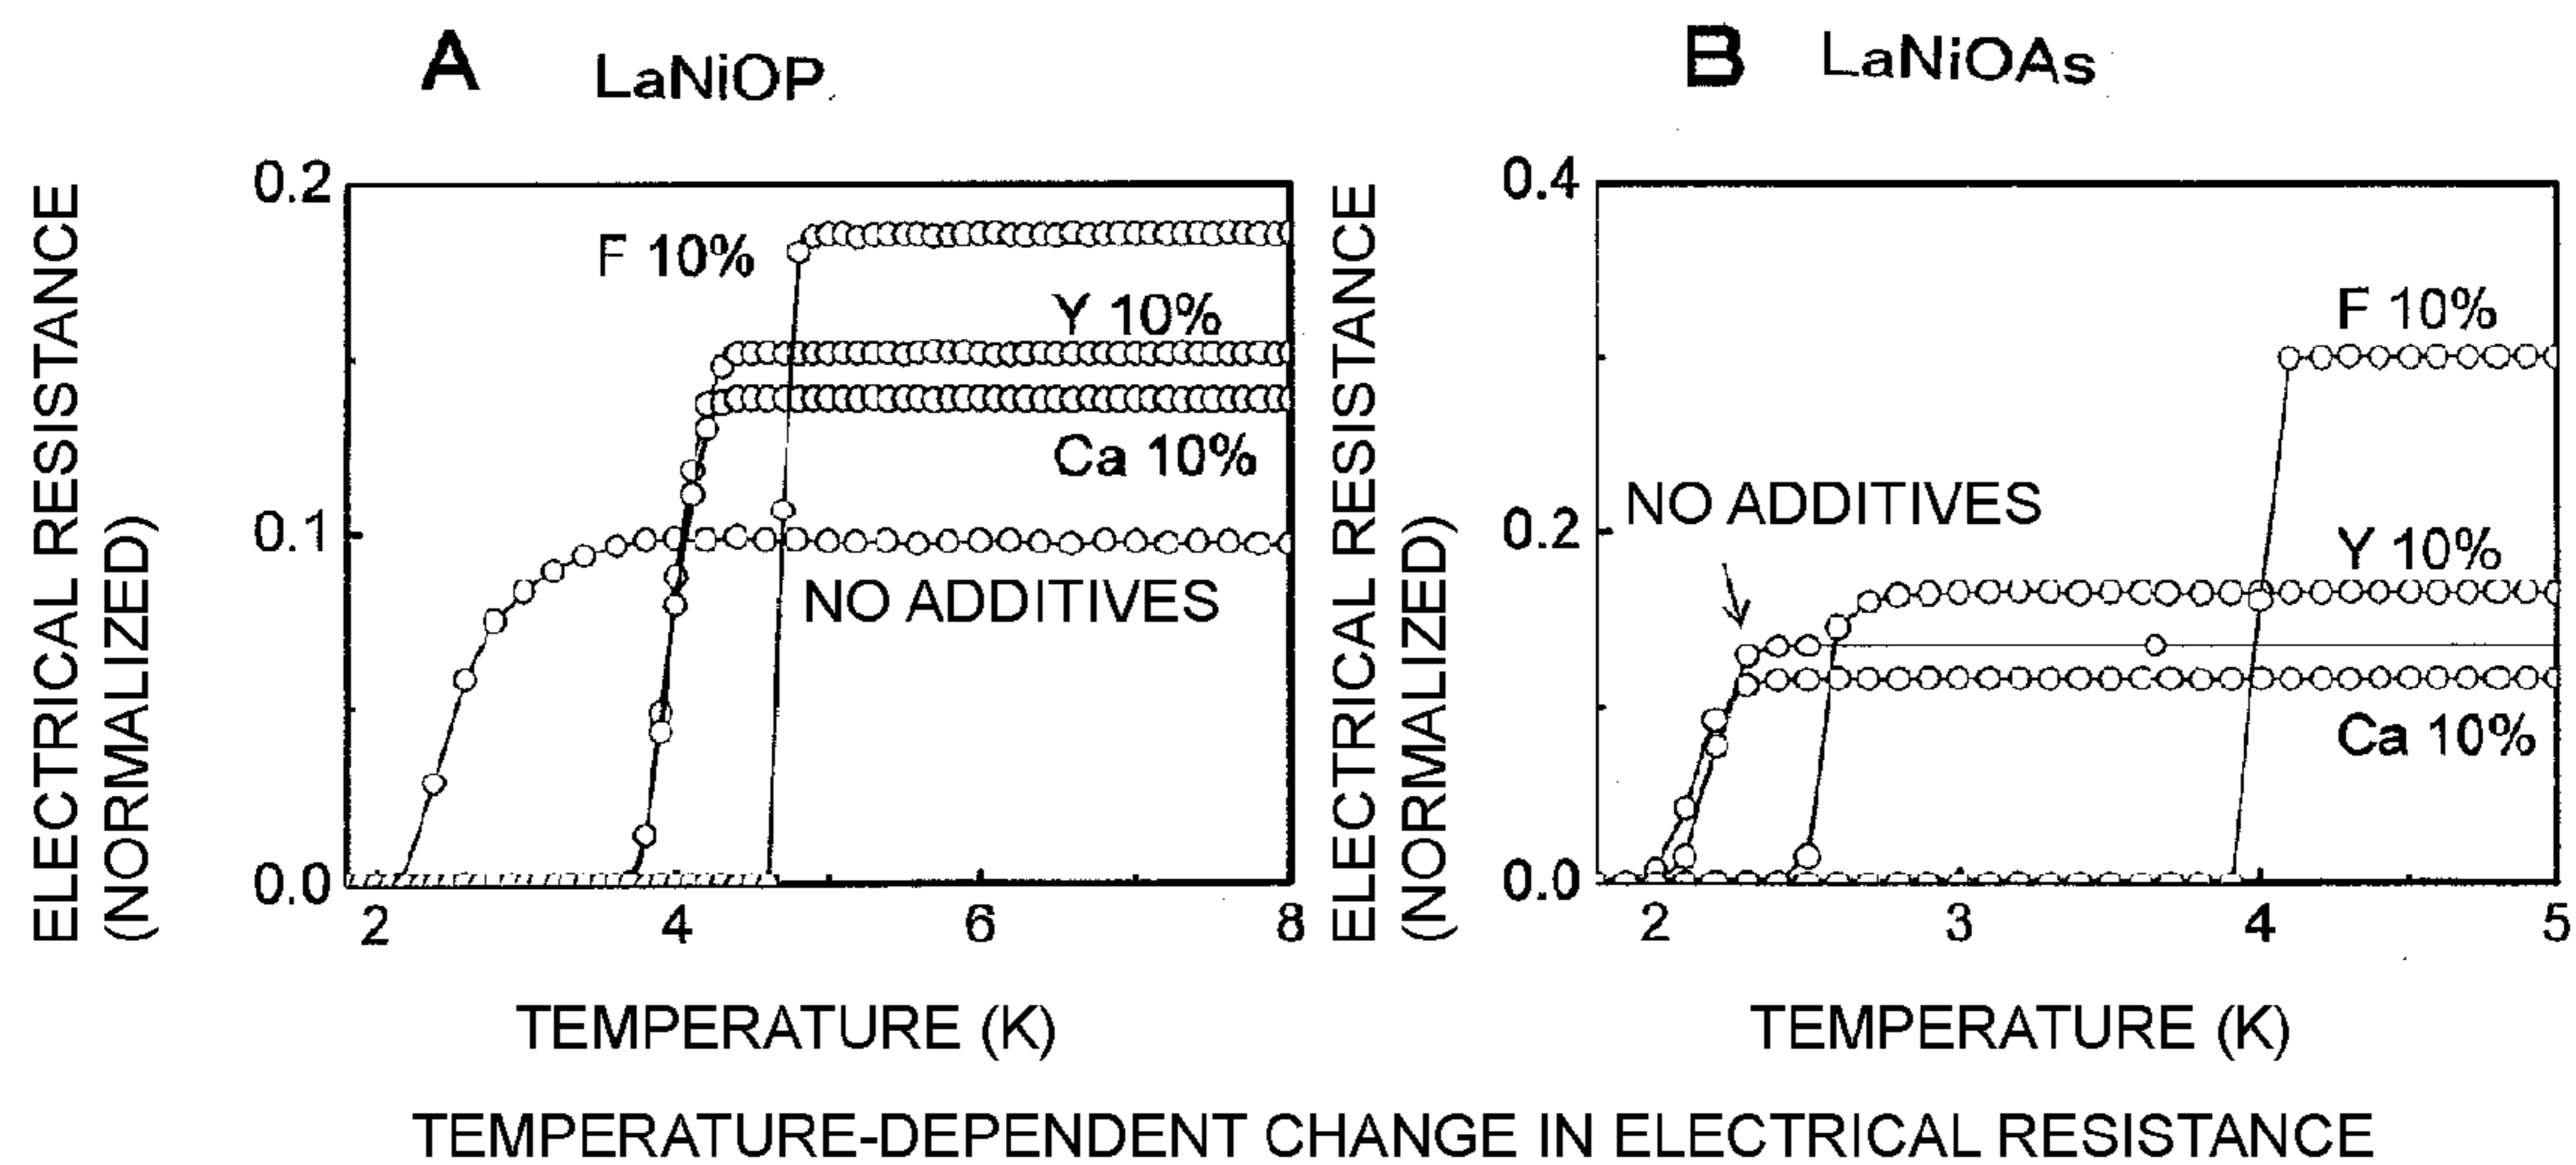 A LaNiOP
ELECTRICAL RESISTANCE
(NORMALIZED)
0.2
0.1
0.0
F 10%
Y 10%
Ca 10%
NO ADDITIVES
2 4 6 8
TEMPERATURE (K)
B LaNiOAs
ELECTRICAL RESISTANCE
(NORMALIZED)
0.4
0.2
0.0
F 10%
NO ADDITIVES
Y 10%
Ca 10%
2 3 4 5
TEMPERATURE (K)
TEMPERATURE-DEPENDENT CHANGE IN ELECTRICAL RESISTANCE